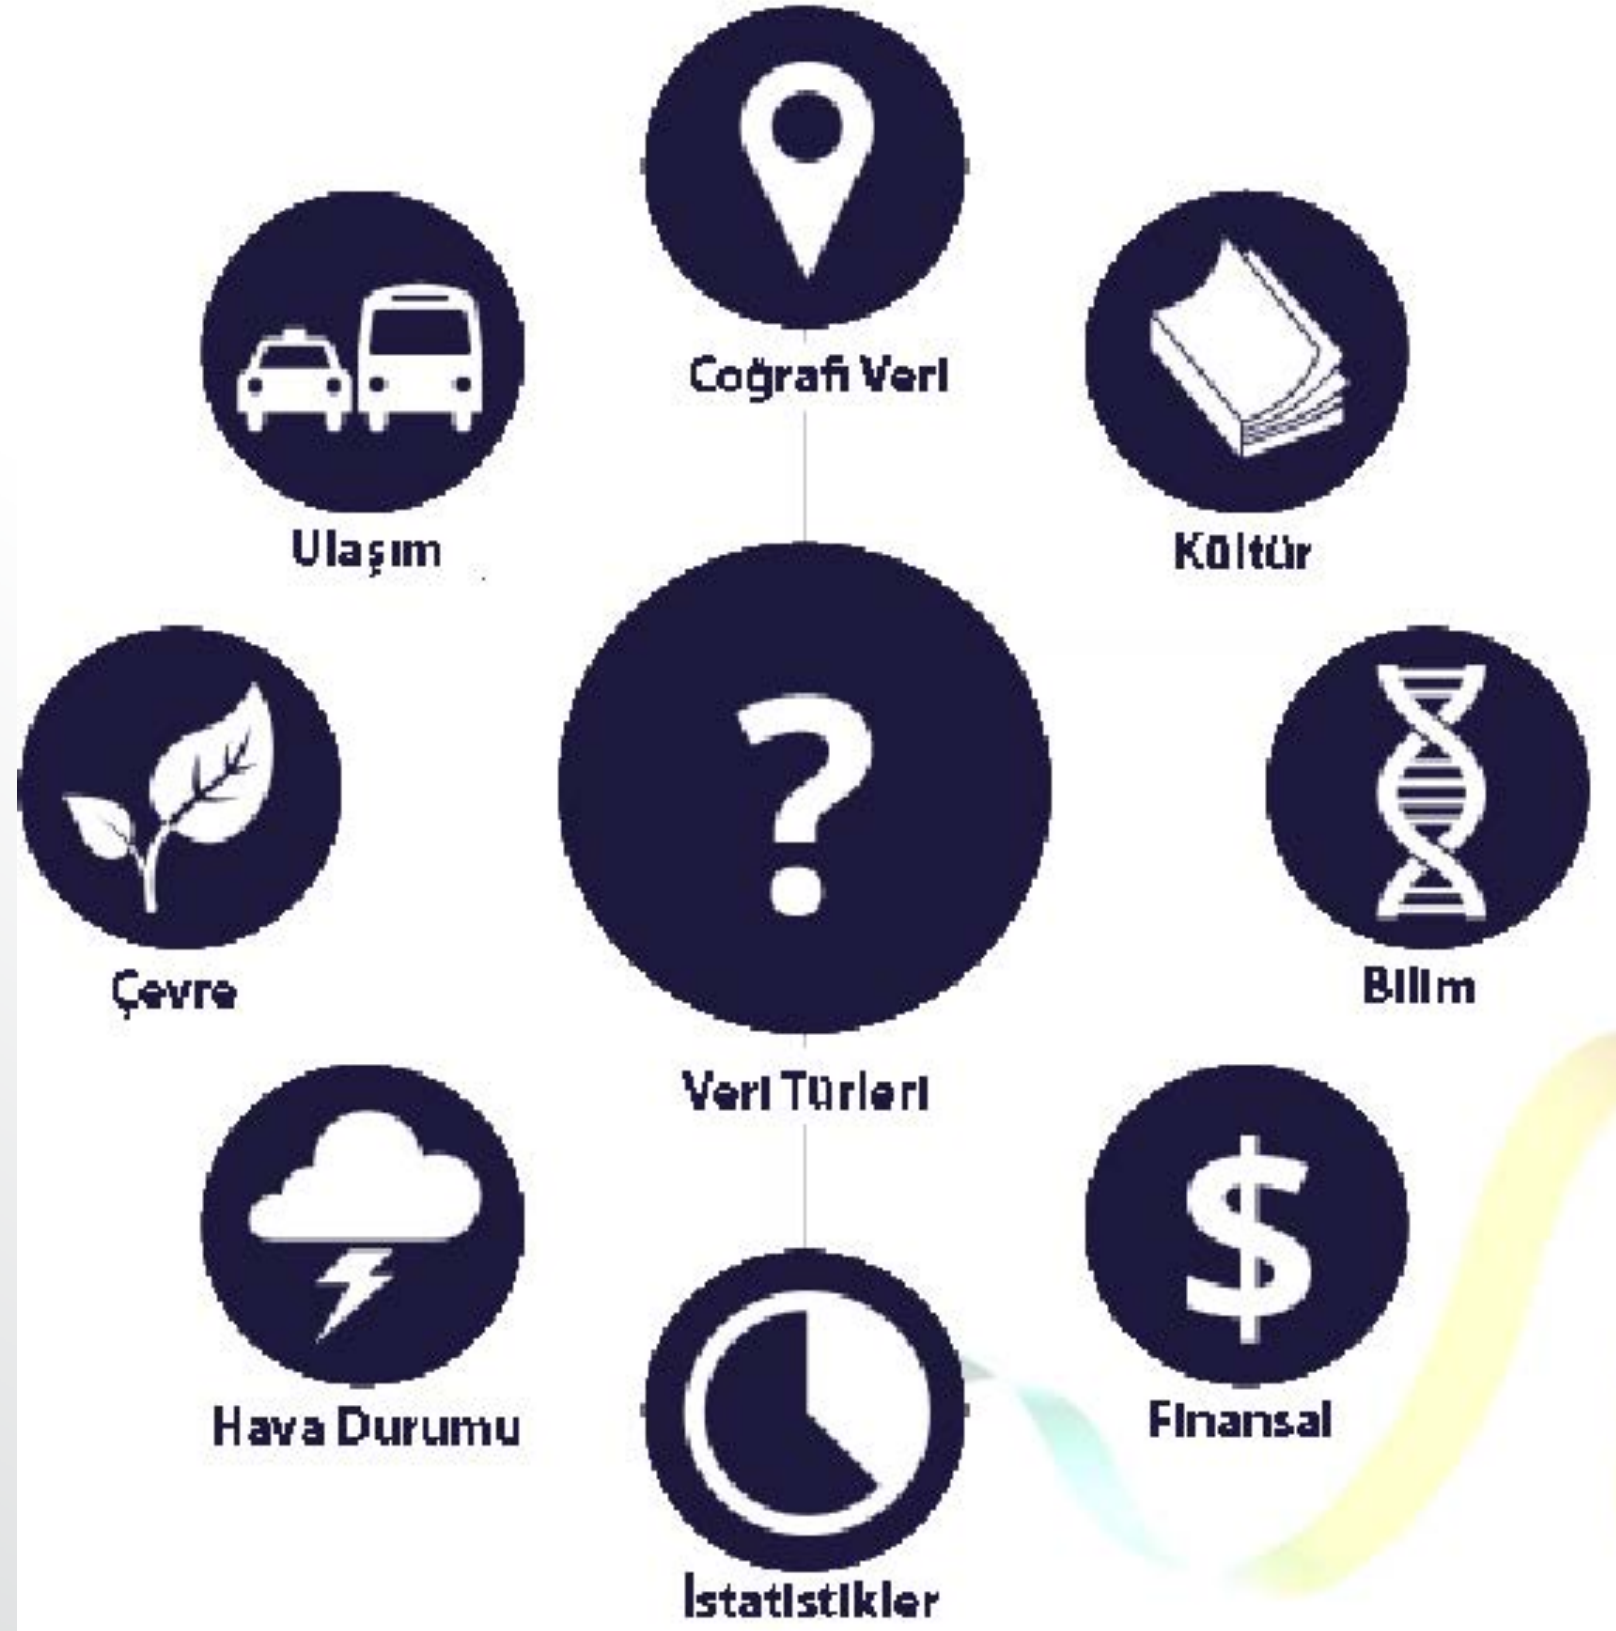 Coğrafi Veri
Ulaşım
Kültür
?
Çevre
Bilim
Veri Türleri
$
Hava Durumu
Finansal
İstatistikler